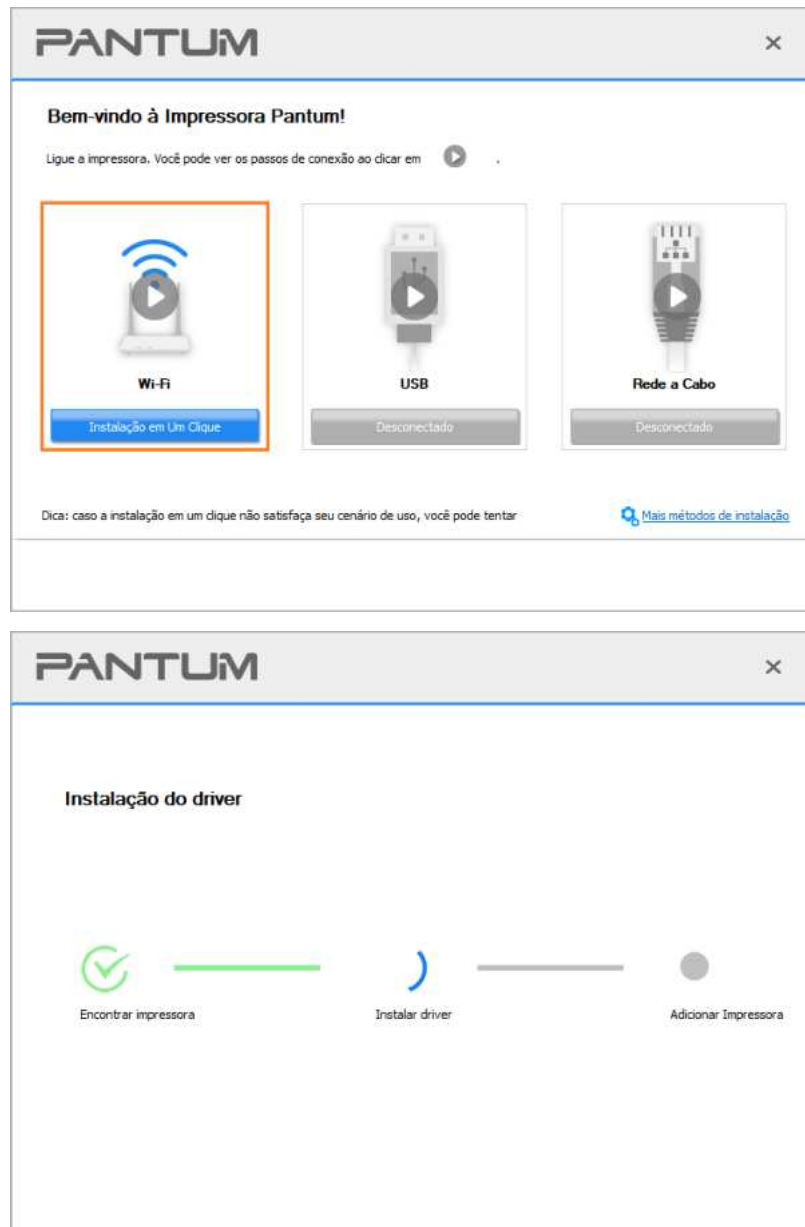 PANTUM
Bem-vindo à Impressora Pantum!
Ligue a impressora. Você pode ver os passos de conexão ao clicar em .
Wi-Fi
USB
Rede a Cabo
Instalação em Um Clique
Desconectado
Desconectado
Dica: caso a instalação em um clique não satisfaça seu cenário de uso, você pode tentar
Mais métodos de instalação
PANTUM
Instalação do driver
Encontrar impressora
Instalar driver
Adicionar Impressora